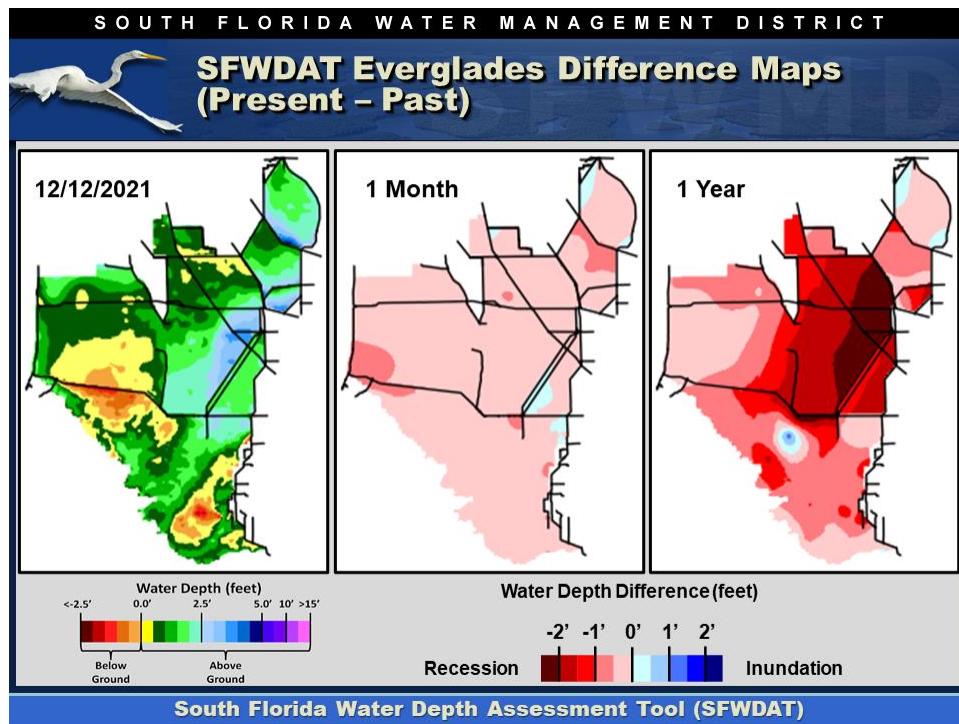 SOUTH FLORIDA WATER MANAGEMENT DISTRICT
SFWDAT Everglades Difference Maps
(Present – Past)
12/12/2021
1 Month
1 Year
Water Depth (feet)
<-2.5' 0.0' 2.5' 5.0' 10' >15'
Below
Ground
Above
Ground
Water Depth Difference (feet)
-2' -1' 0' 1' 2'
Recession
Inundation
South Florida Water Depth Assessment Tool (SFWDAT)